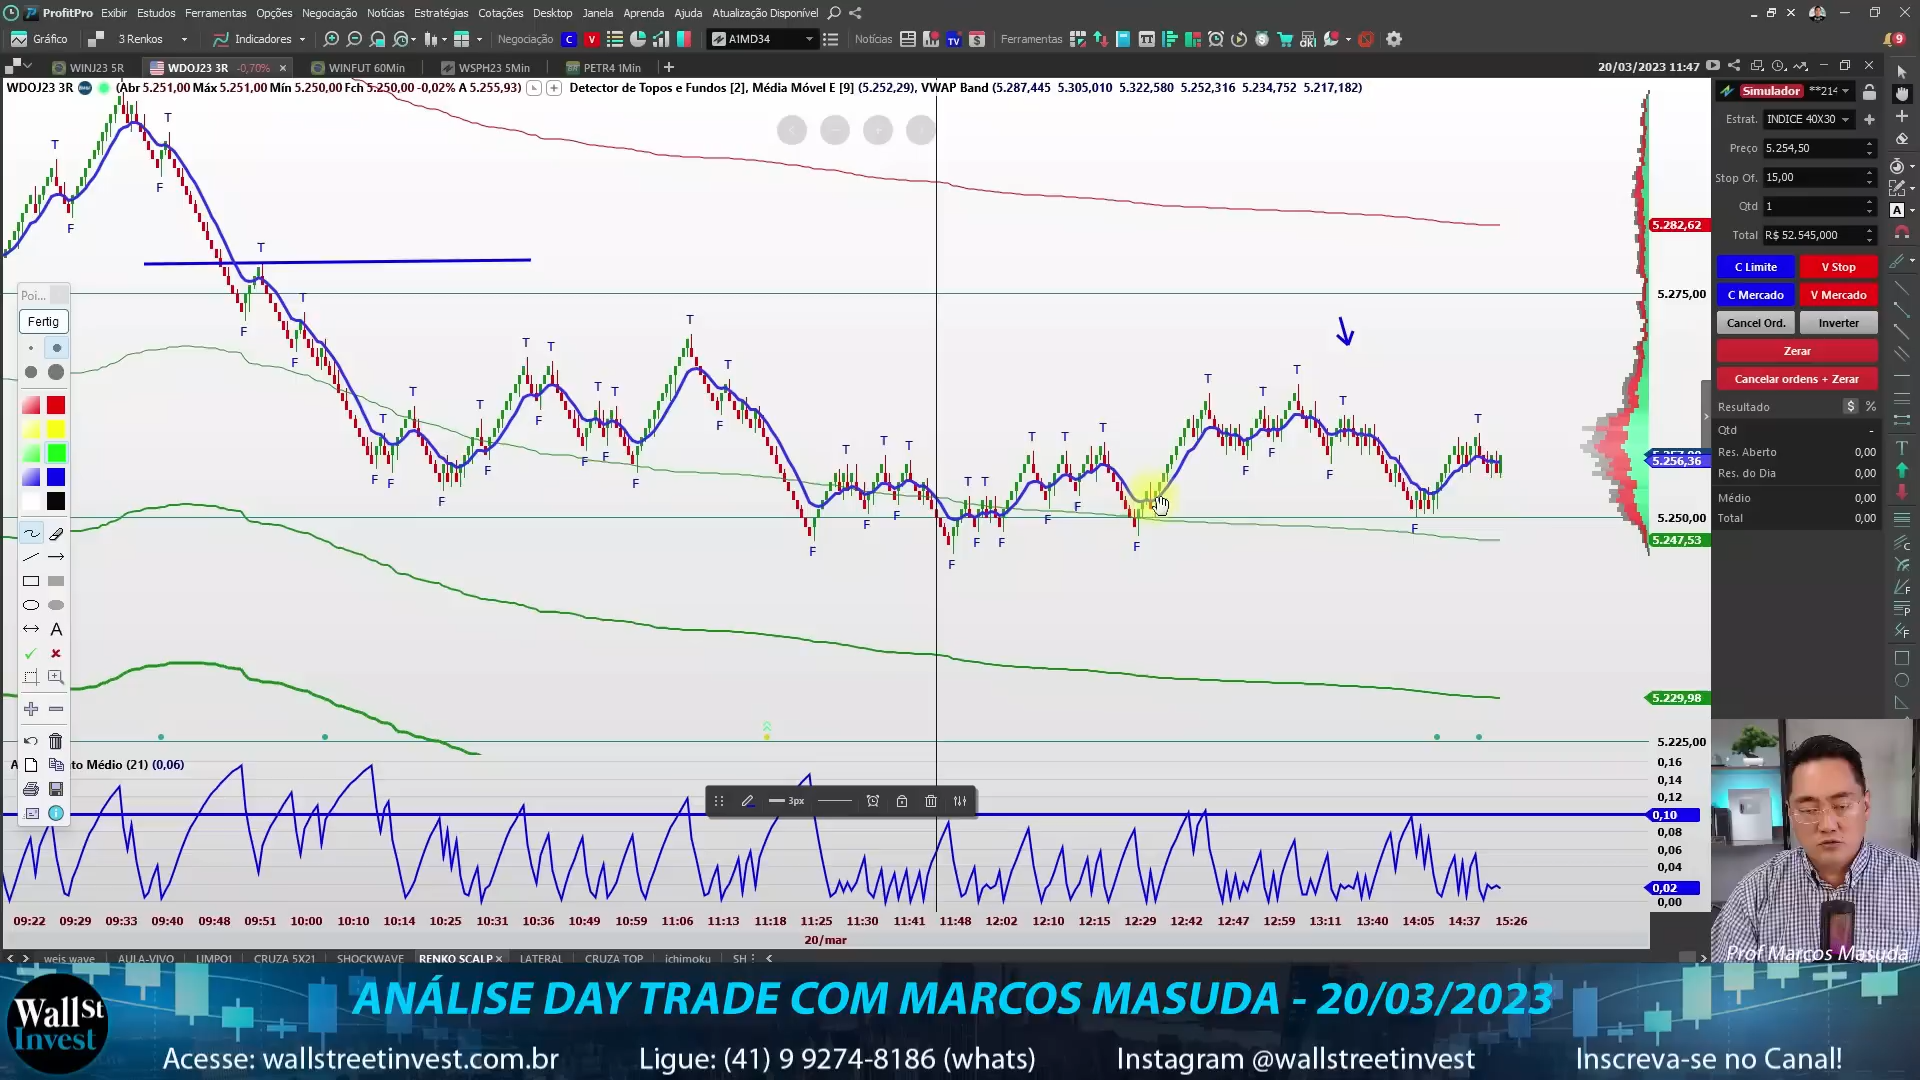 ProfitPro Exibir Estudos Ferramentas Opções Negociação Notícias Estratégias Cotações Desktop Janela Aprenda Ajuda Atualização Disponível
Gráfico 3 Renkos Indicadores Negociação C V A1MD34 Notícias Ferramentas 9
WINJ23 5R WDOJ23 3R -0,70% WINFUT 60Min WSPH23 5Min PETR4 1Min 20/03/2023 11:47
WDOJ23 3R (Abr 5.251,00 Máx 5.251,00 Mín 5.250,00 Fch 5.250,00 -0,02% A 5.255,93) Detector de Topos e Fundos [2], Média Móvel E [9] (5.252,29), VWAP Band (5.287,445 5.305,010 5.322,580 5.252,316 5.234,752 5.217,182)
Simulador **214
Estrat. INDICE 40X30
Preço 5.254,50
Stop Of. 15,00
Qtd 1
Total R$ 52.545,000
C Limite V Stop
C Mercado V Mercado
Cancel Ord. Inverter
Zerar
Cancelar ordens + Zerar
Resultado $ %
Qtd -
Res. Aberto 0,00
Res. do Dia 0,00
Médio 0,00
Total 0,00
Poi...
Fertig
5.282,62
5.275,00
5.256,36
5.250,00
5.247,53
5.229,98
5.225,00
to Médio (21) (0,06)
3px
0,16
0,14
0,12
0,10
0,08
0,06
0,04
0,02
0,00
09:22 09:29 09:33 09:40 09:48 09:51 10:00 10:10 10:14 10:25 10:31 10:36 10:49 10:59 11:06 11:13 11:18 11:25 11:30 11:41 11:48 12:02 12:10 12:15 12:29 12:42 12:47 12:59 13:11 13:40 14:05 14:37 15:26
20/mar
weis wave AULA-VIVO LIMPO1 CRUZA 5X21 SHOCKWAVE RENKO SCALP LATERAL CRUZA TOP ichimoku SH
Prof Marcos Masuda
Wall St Invest
ANÁLISE DAY TRADE COM MARCOS MASUDA - 20/03/2023
Acesse: wallstreetinvest.com.br Ligue: (41) 9 9274-8186 (whats) Instagram @wallstreetinvest Inscreva-se no Canal!